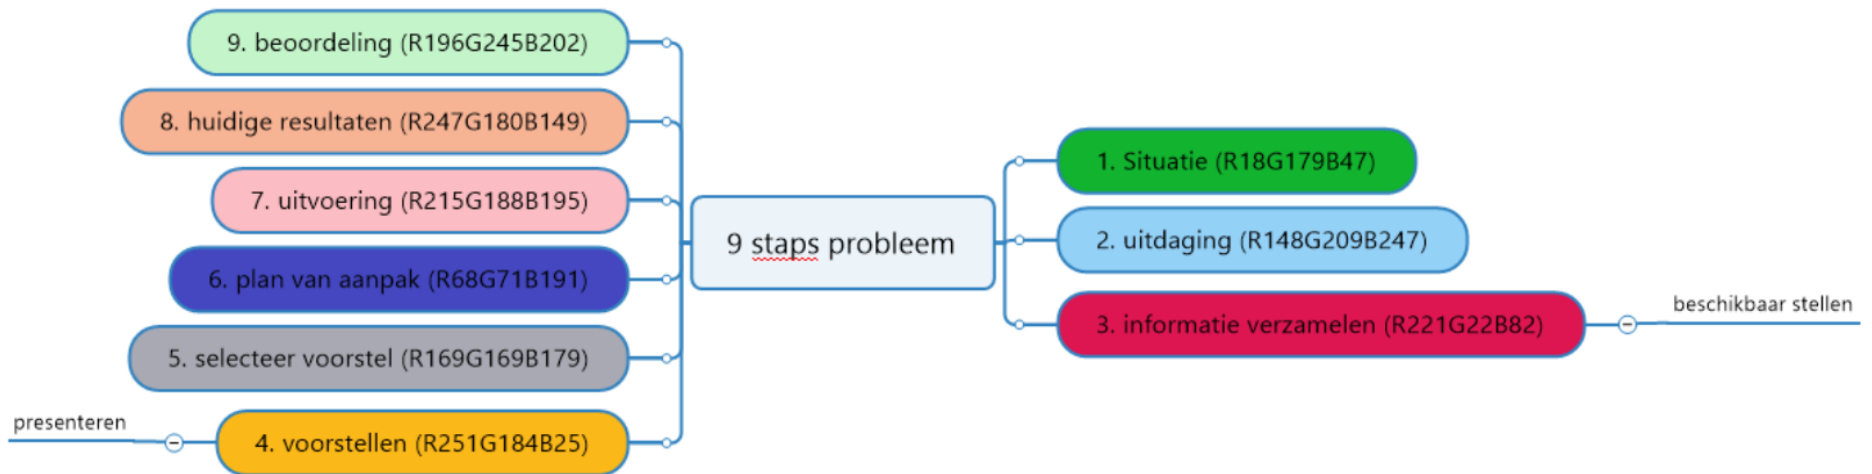 9. beoordeling (R196G245B202)
8. huidige resultaten (R247G180B149)
7. uitvoering (R215G188B195)
6. plan van aanpak (R68G71B191)
5. selecteer voorstel (R169G169B179)
presenteren
4. voorstellen (R251G184B25)
9 staps probleem
1. Situatie (R18G179B47)
2. uitdaging (R148G209B247)
3. informatie verzamelen (R221G22B82)
beschikbaar stellen